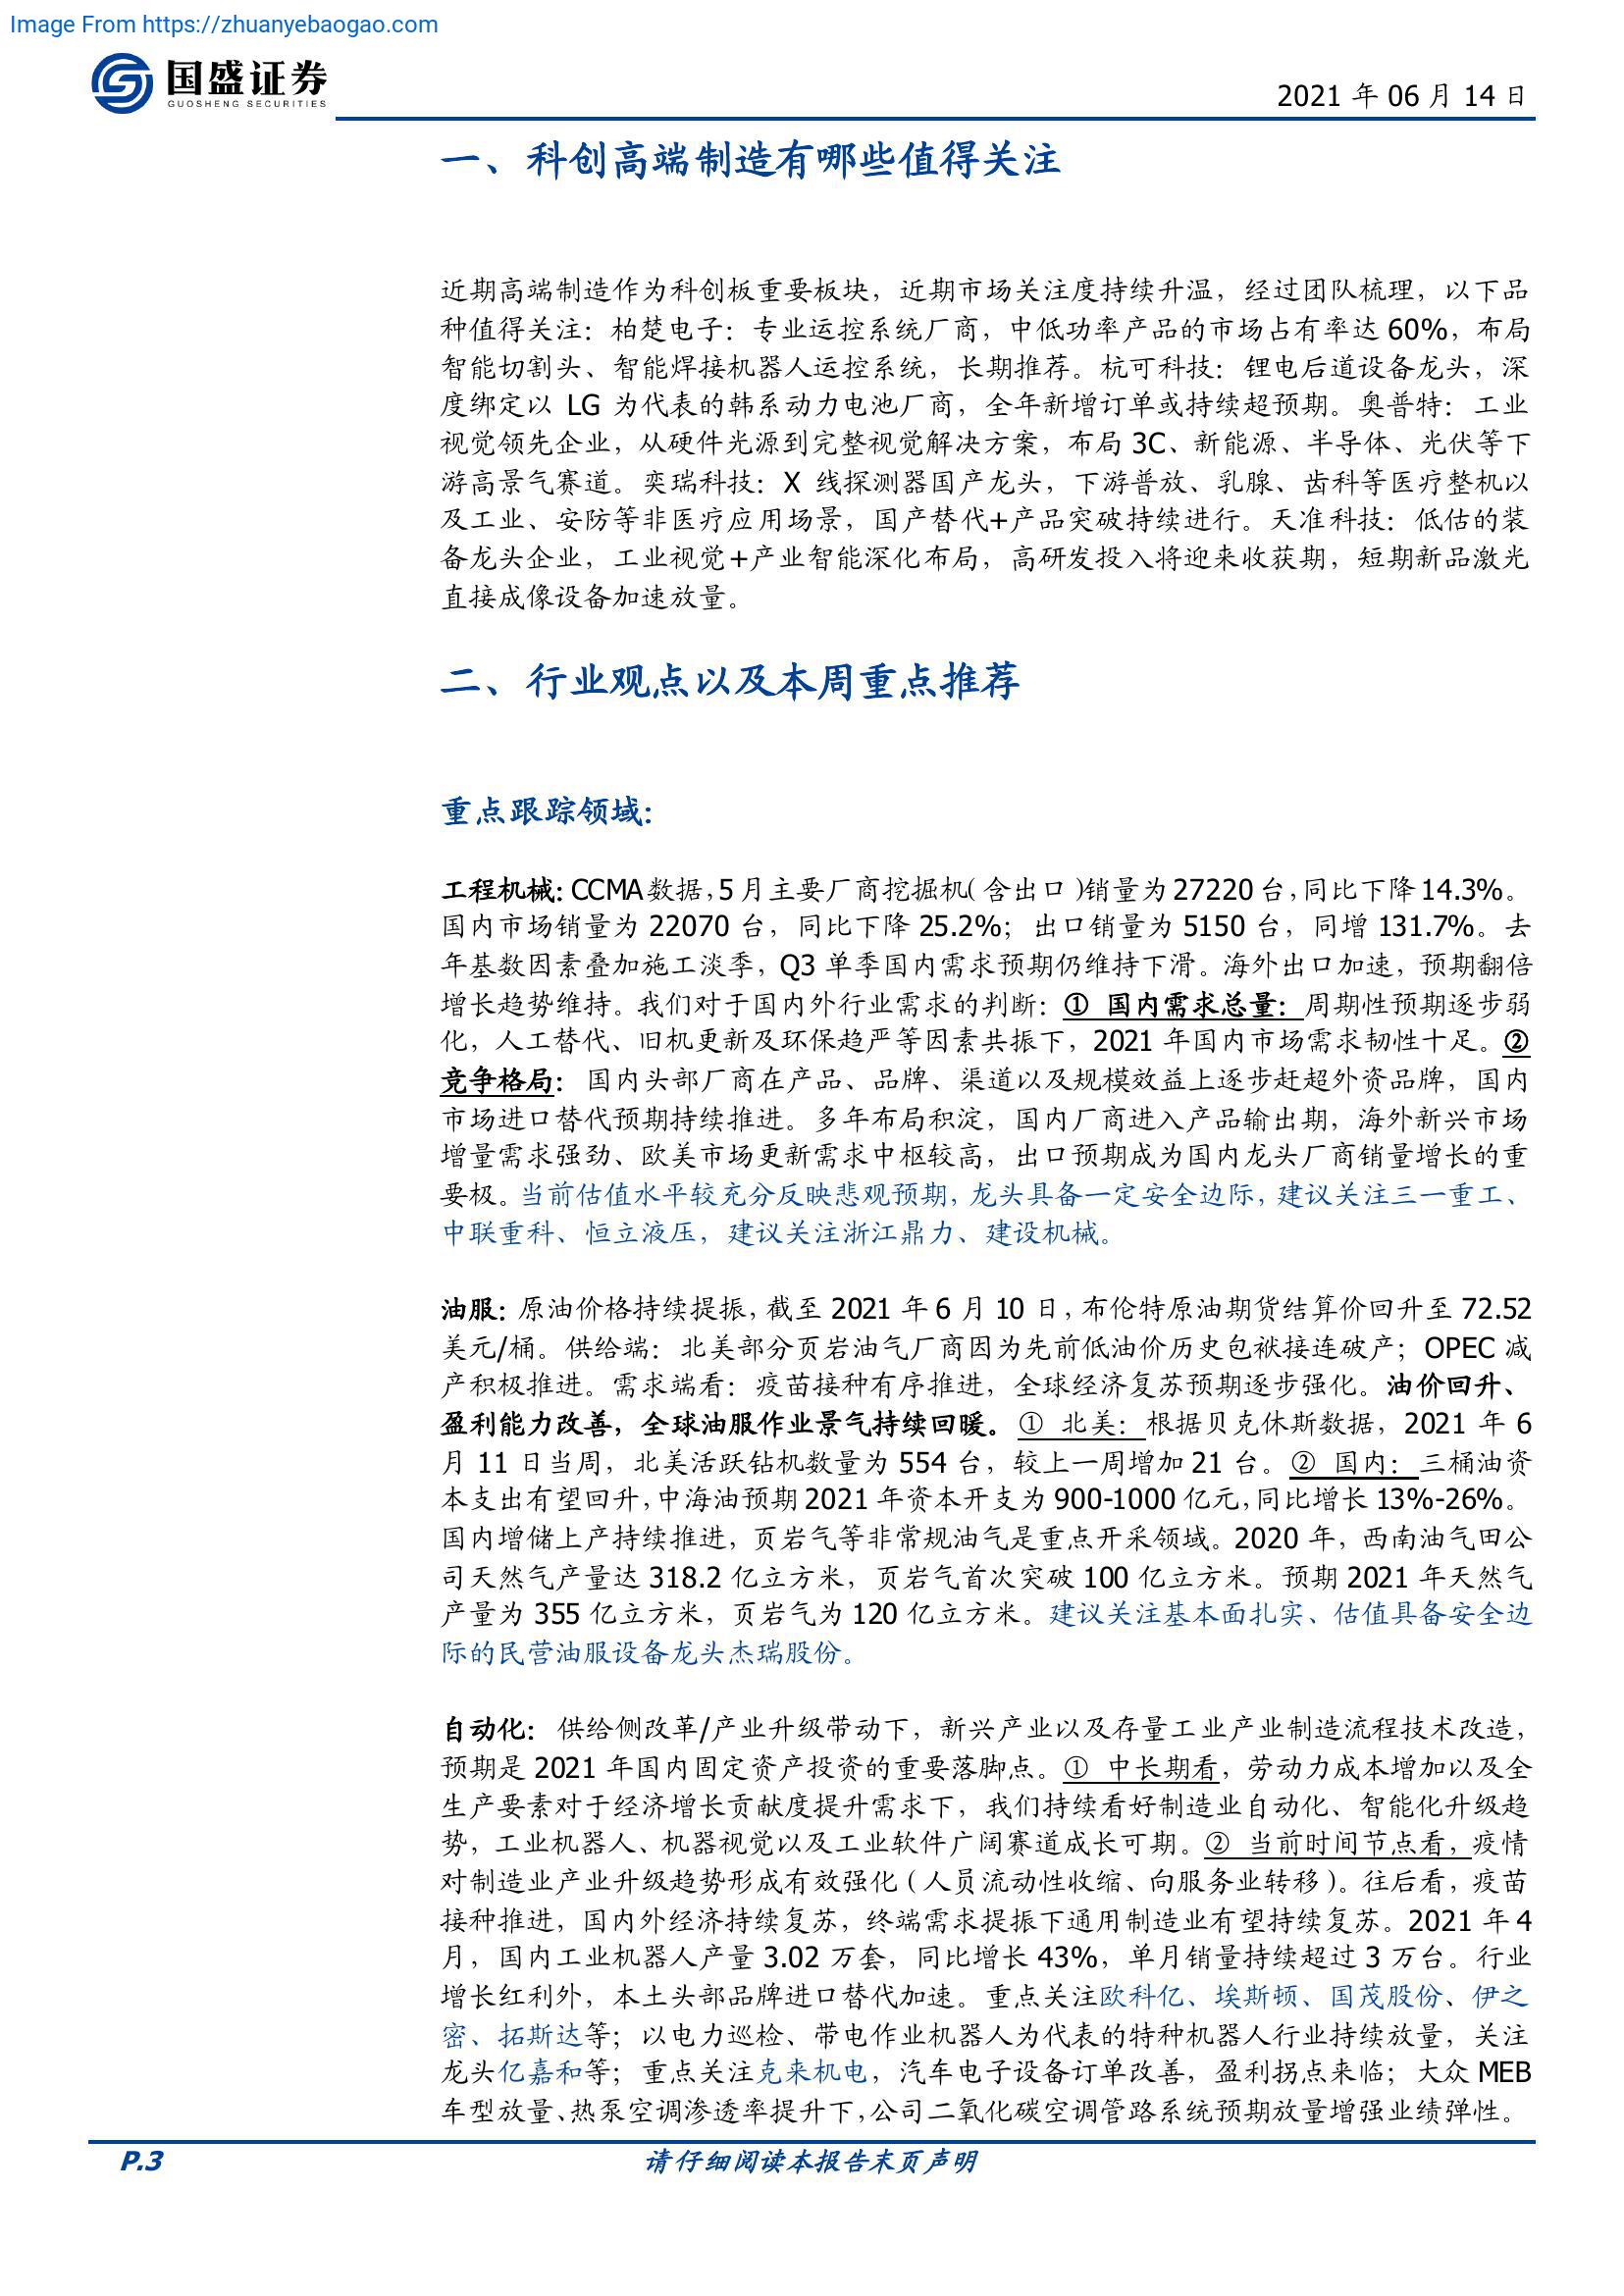 Image From https://zhuanyebaogao.com
国盛证券
GUOSHENG SECURITIES
2021 年 06 月 14 日
一、科创高端制造有哪些值得关注
近期高端制造作为科创板重要板块，近期市场关注度持续升温，经过团队梳理，以下品
种值得关注：柏楚电子：专业运控系统厂商，中低功率产品的市场占有率达 60%，布局
智能切割头、智能焊接机器人运控系统，长期推荐。杭可科技：锂电后道设备龙头，深
度绑定以 LG 为代表的韩系动力电池厂商，全年新增订单或持续超预期。奥普特：工业
视觉领先企业，从硬件光源到完整视觉解决方案，布局 3C、新能源、半导体、光伏等下
游高景气赛道。奕瑞科技：X 线探测器国产龙头，下游普放、乳腺、齿科等医疗整机以
及工业、安防等非医疗应用场景，国产替代+产品突破持续进行。天准科技：低估的装
备龙头企业，工业视觉+产业智能深化布局，高研发投入将迎来收获期，短期新品激光
直接成像设备加速放量。
二、行业观点以及本周重点推荐
重点跟踪领域：
工程机械：CCMA 数据，5 月主要厂商挖掘机（含出口）销量为 27220 台，同比下降 14.3%。
国内市场销量为 22070 台，同比下降 25.2%；出口销量为 5150 台，同增 131.7%。去
年基数因素叠加施工淡季，Q3 单季国内需求预期仍维持下滑。海外出口加速，预期翻倍
增长趋势维持。我们对于国内外行业需求的判断：① 国内需求总量：周期性预期逐步弱
化，人工替代、旧机更新及环保趋严等因素共振下，2021 年国内市场需求韧性十足。②
竞争格局：国内头部厂商在产品、品牌、渠道以及规模效益上逐步赶超外资品牌，国内
市场进口替代预期持续推进。多年布局积淀，国内厂商进入产品输出期，海外新兴市场
增量需求强劲、欧美市场更新需求中枢较高，出口预期成为国内龙头厂商销量增长的重
要极。当前估值水平较充分反映悲观预期，龙头具备一定安全边际，建议关注三一重工、
中联重科、恒立液压，建议关注浙江鼎力、建设机械。
油服：原油价格持续提振，截至 2021 年 6 月 10 日，布伦特原油期货结算价回升至 72.52
美元/桶。供给端：北美部分页岩油气厂商因为先前低油价历史包袱接连破产；OPEC 减
产积极推进。需求端看：疫苗接种有序推进，全球经济复苏预期逐步强化。油价回升、
盈利能力改善，全球油服作业景气持续回暖。① 北美：根据贝克休斯数据，2021 年 6
月 11 日当周，北美活跃钻机数量为 554 台，较上一周增加 21 台。② 国内：三桶油资
本支出有望回升，中海油预期 2021 年资本开支为 900-1000 亿元，同比增长 13%-26%。
国内增储上产持续推进，页岩气等非常规油气是重点开采领域。2020 年，西南油气田公
司天然气产量达 318.2 亿立方米，页岩气首次突破 100 亿立方米。预期 2021 年天然气
产量为 355 亿立方米，页岩气为 120 亿立方米。建议关注基本面扎实、估值具备安全边
际的民营油服设备龙头杰瑞股份。
自动化：供给侧改革/产业升级带动下，新兴产业以及存量工业产业制造流程技术改造，
预期是 2021 年国内固定资产投资的重要落脚点。① 中长期看，劳动力成本增加以及全
生产要素对于经济增长贡献度提升需求下，我们持续看好制造业自动化、智能化升级趋
势，工业机器人、机器视觉以及工业软件广阔赛道成长可期。② 当前时间节点看，疫情
对制造业产业升级趋势形成有效强化（人员流动性收缩、向服务业转移）。往后看，疫苗
接种推进，国内外经济持续复苏，终端需求提振下通用制造业有望持续复苏。2021 年 4
月，国内工业机器人产量 3.02 万套，同比增长 43%，单月销量持续超过 3 万台。行业
增长红利外，本土头部品牌进口替代加速。重点关注欧科亿、埃斯顿、国茂股份、伊之
密、拓斯达等；以电力巡检、带电作业机器人为代表的特种机器人行业持续放量，关注
龙头亿嘉和等；重点关注克来机电，汽车电子设备订单改善，盈利拐点来临；大众 MEB
车型放量、热泵空调渗透率提升下，公司二氧化碳空调管路系统预期放量增强业绩弹性。
P.3
请仔细阅读本报告末页声明